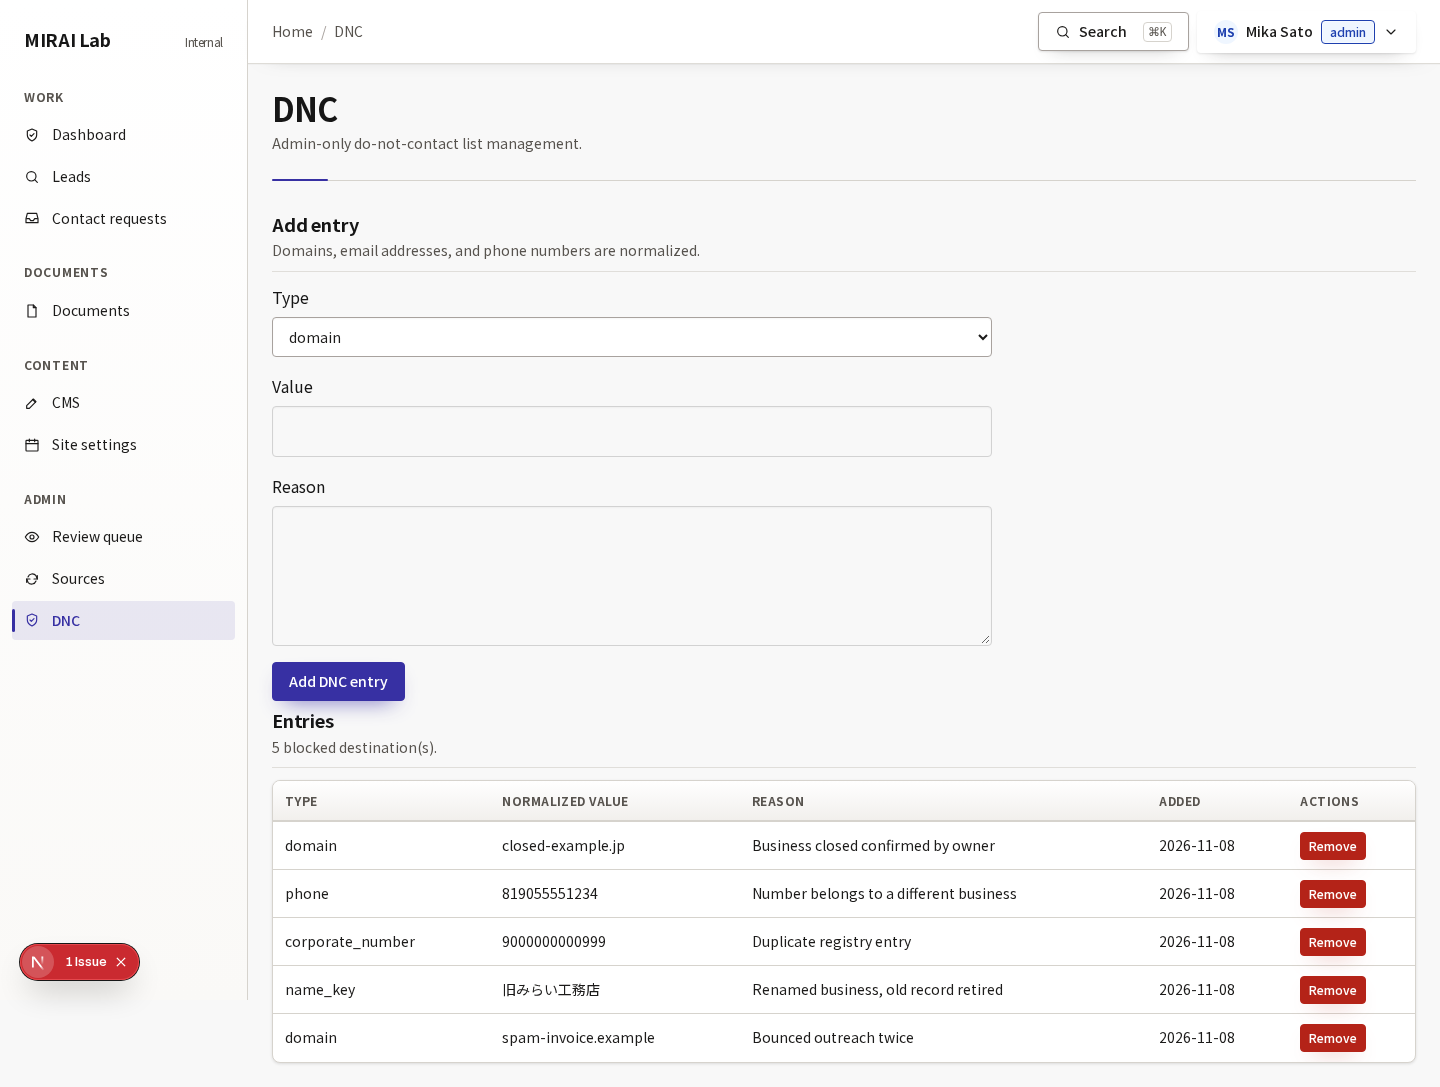 MIRAI Lab
Internal
WORK
Dashboard
Leads
Contact requests
DOCUMENTS
Documents
CONTENT
CMS
Site settings
ADMIN
Review queue
Sources
DNC
N 1 Issue
Home / DNC
Search ⌘K
MS Mika Sato admin
DNC
Admin-only do-not-contact list management.
Add entry
Domains, email addresses, and phone numbers are normalized.
Type
domain
Value
Reason
Add DNC entry
Entries
5 blocked destination(s).
TYPE NORMALIZED VALUE REASON ADDED ACTIONS
domain closed-example.jp Business closed confirmed by owner 2026-11-08 Remove
phone 819055551234 Number belongs to a different business 2026-11-08 Remove
corporate_number 9000000000999 Duplicate registry entry 2026-11-08 Remove
name_key 旧みらい工務店 Renamed business, old record retired 2026-11-08 Remove
domain spam-invoice.example Bounced outreach twice 2026-11-08 Remove